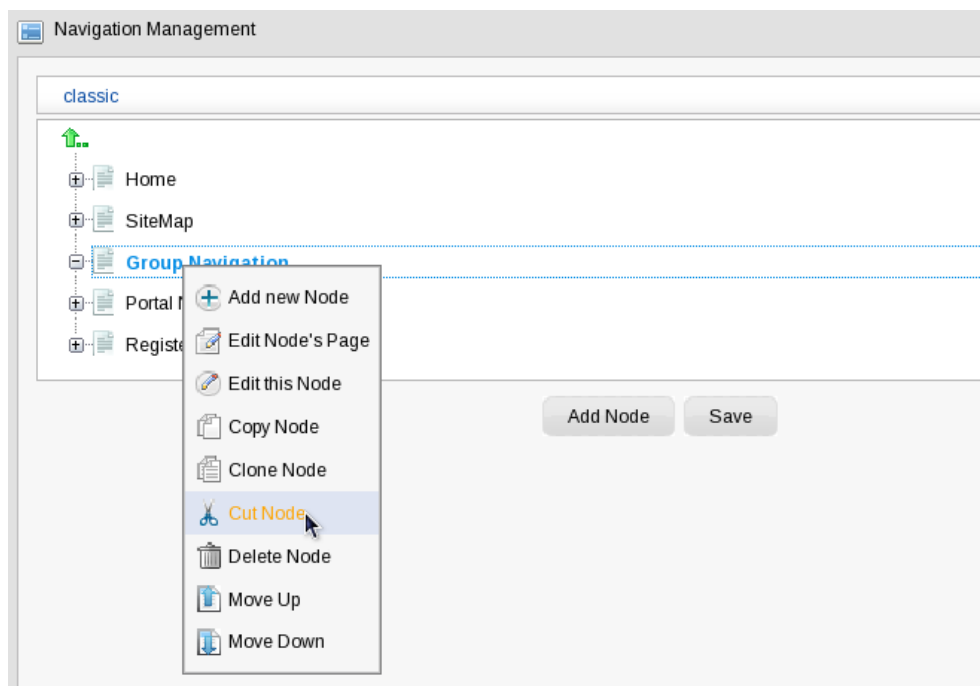 Navigation Management
classic
Home
SiteMap
Group Navigation
Portal
Add new Node
Edit Node's Page
Edit this Node
Copy Node
Clone Node
Cut Node
Delete Node
Move Up
Move Down
Add Node
Save